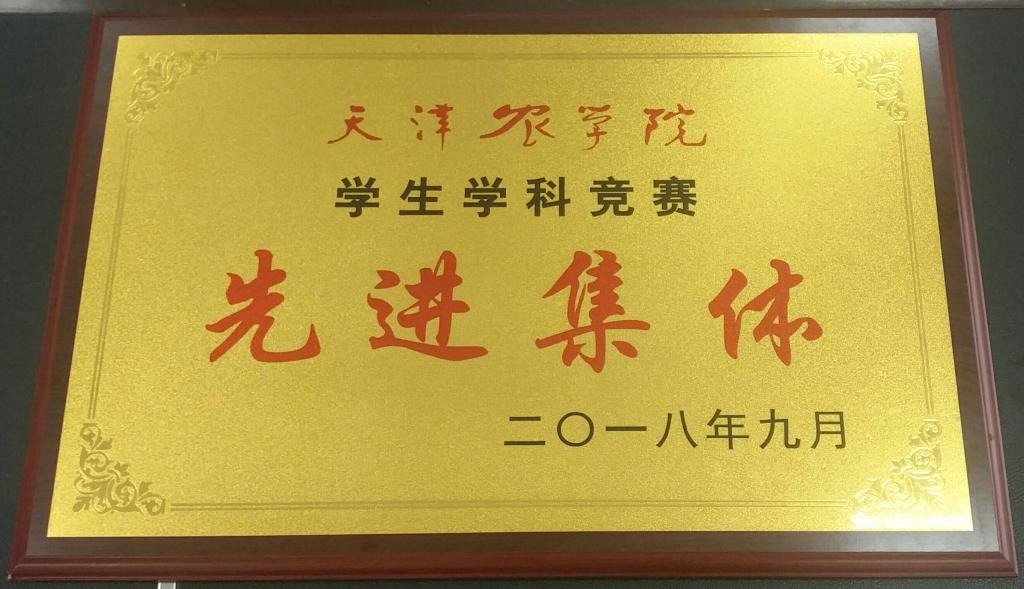 天津农学院
学生学科竞赛
先进集体
二〇一八年九月